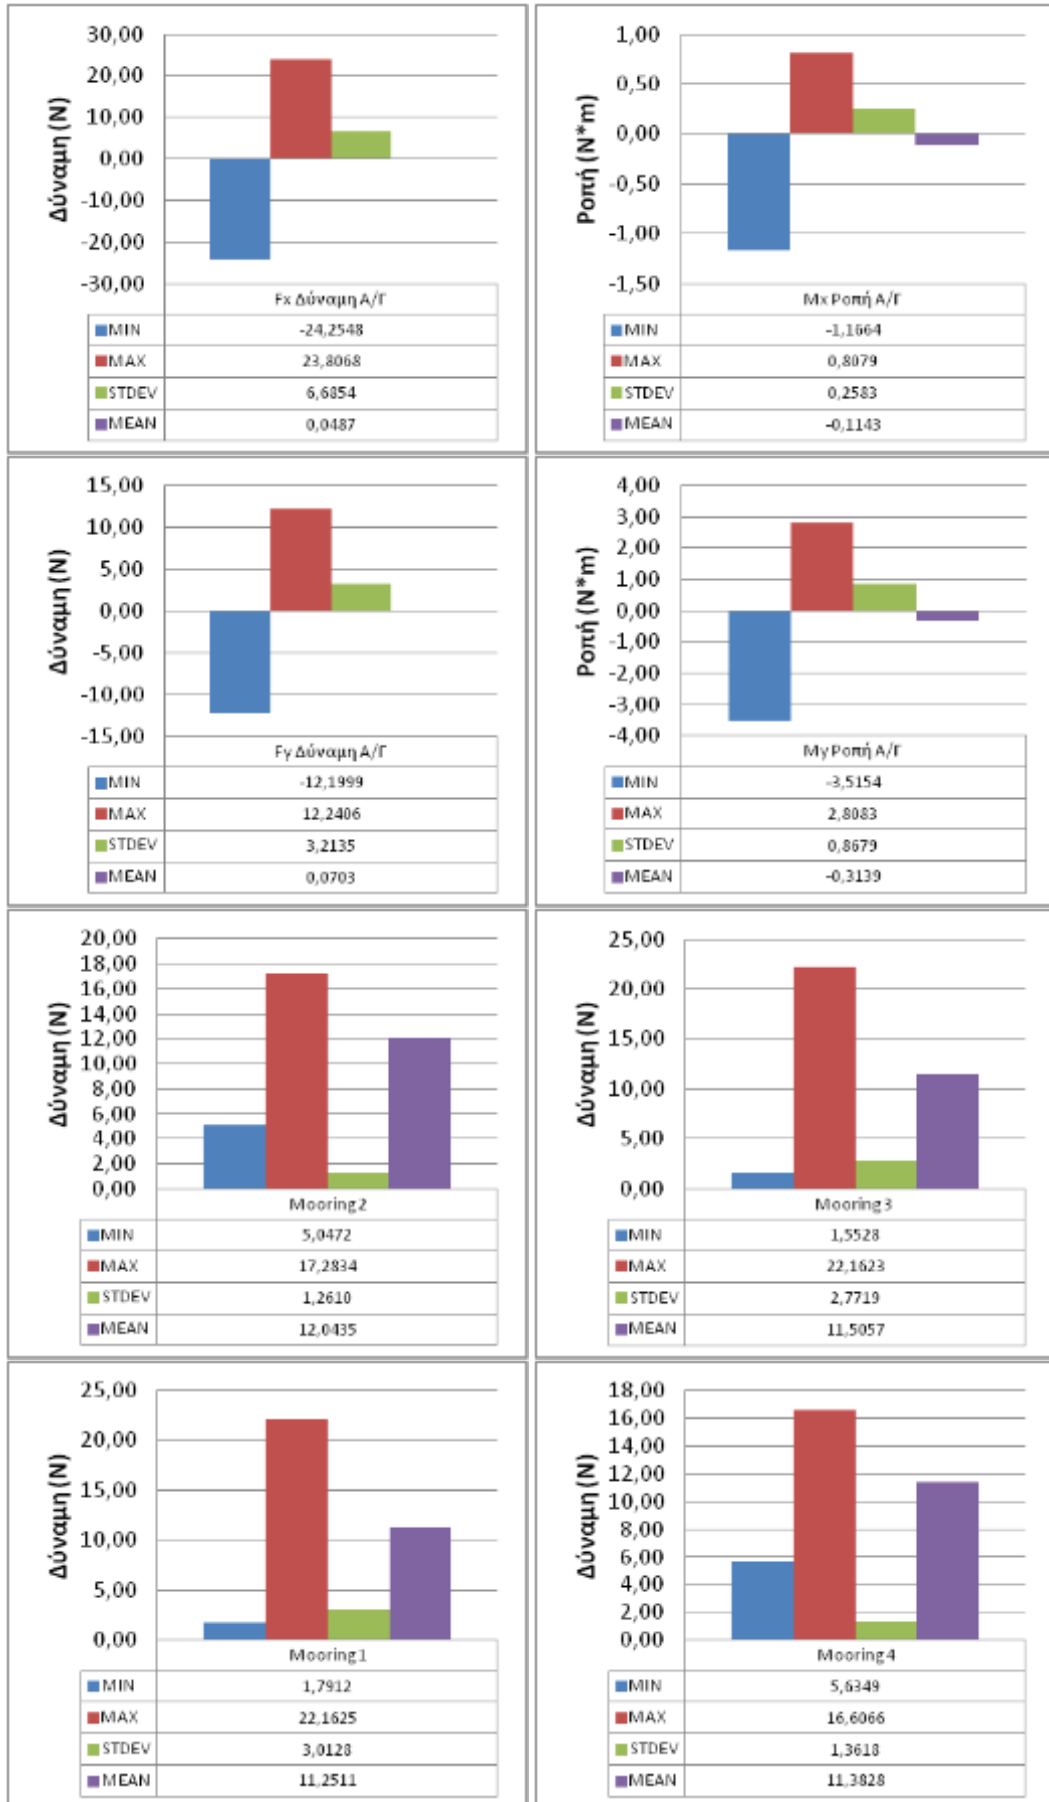 30,00
20,00
10,00
0,00
-10,00
-20,00
-30,00
Δύναμη (N)
Fx Δύναμη Α/Γ
MIN -24,2548
MAX 23,8068
STDEV 6,6854
MEAN 0,0487
1,00
0,50
0,00
-0,50
-1,00
-1,50
Ροπή (N*m)
Mx Ροπή Α/Γ
MIN -1,1664
MAX 0,8079
STDEV 0,2583
MEAN -0,1143
15,00
10,00
5,00
0,00
-5,00
-10,00
-15,00
Δύναμη (N)
Fy Δύναμη Α/Γ
MIN -12,1999
MAX 12,2406
STDEV 3,2135
MEAN 0,0703
4,00
3,00
2,00
1,00
0,00
-1,00
-2,00
-3,00
-4,00
Ροπή (N*m)
My Ροπή Α/Γ
MIN -3,5154
MAX 2,8083
STDEV 0,8679
MEAN -0,3139
20,00
18,00
16,00
14,00
12,00
10,00
8,00
6,00
4,00
2,00
0,00
Δύναμη (N)
Mooring2
MIN 5,0472
MAX 17,2834
STDEV 1,2610
MEAN 12,0435
25,00
20,00
15,00
10,00
5,00
0,00
Δύναμη (N)
Mooring3
MIN 1,5528
MAX 22,1623
STDEV 2,7719
MEAN 11,5057
25,00
20,00
15,00
10,00
5,00
0,00
Δύναμη (N)
Mooring1
MIN 1,7912
MAX 22,1625
STDEV 3,0128
MEAN 11,2511
18,00
16,00
14,00
12,00
10,00
8,00
6,00
4,00
2,00
0,00
Δύναμη (N)
Mooring4
MIN 5,6349
MAX 16,6066
STDEV 1,3618
MEAN 11,3828